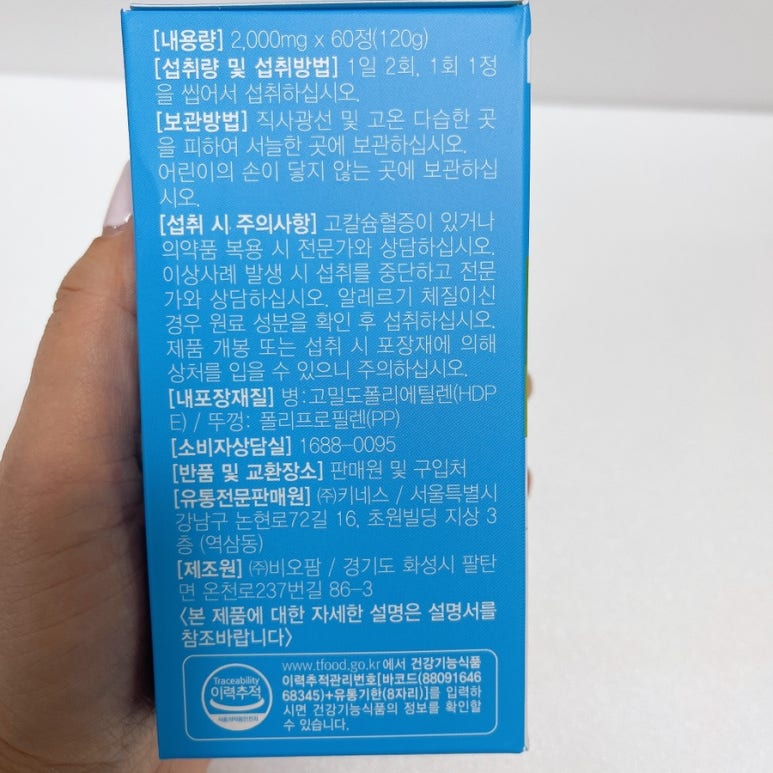 [내용량] 2,000mg x 60정(120g)
[섭취량 및 섭취방법] 1일 2회, 1회 1정
을 씹어서 섭취하십시오.
[보관방법] 직사광선 및 고온 다습한 곳
을 피하여 서늘한 곳에 보관하십시오.
어린이의 손이 닿지 않는 곳에 보관하십
시오.
[섭취 시 주의사항] 고칼슘혈증이 있거나
의약품 복용 시 전문가와 상담하십시오.
이상사례 발생 시 섭취를 중단하고 전문
가와 상담하십시오. 알레르기 체질이신
경우 원료 성분을 확인 후 섭취하십시오.
제품 개봉 또는 섭취 시 포장재에 의해
상처를 입을 수 있으니 주의하십시오.
[내포장재질] 병:고밀도폴리에틸렌(HDP
E) / 뚜껑: 폴리프로필렌(PP)
[소비자상담실] 1688-0095
[반품 및 교환장소] 판매원 및 구입처
[유통전문판매원] ㈜키네스 / 서울특별시
강남구 논현로72길 16, 초원빌딩 지상 3
층 (역삼동)
[제조원] ㈜비오팜 / 경기도 화성시 팔탄
면 온천로237번길 86-3
<본 제품에 대한 자세한 설명은 설명서를
참조바랍니다>
Traceability
이력추적
식품의약품안전처
www.tfood.go.kr에서 건강기능식품
이력추적관리번호[바코드(88091646
68345)+유통기한(8자리)]를 입력하
시면 건강기능식품의 정보를 확인할
수 있습니다.